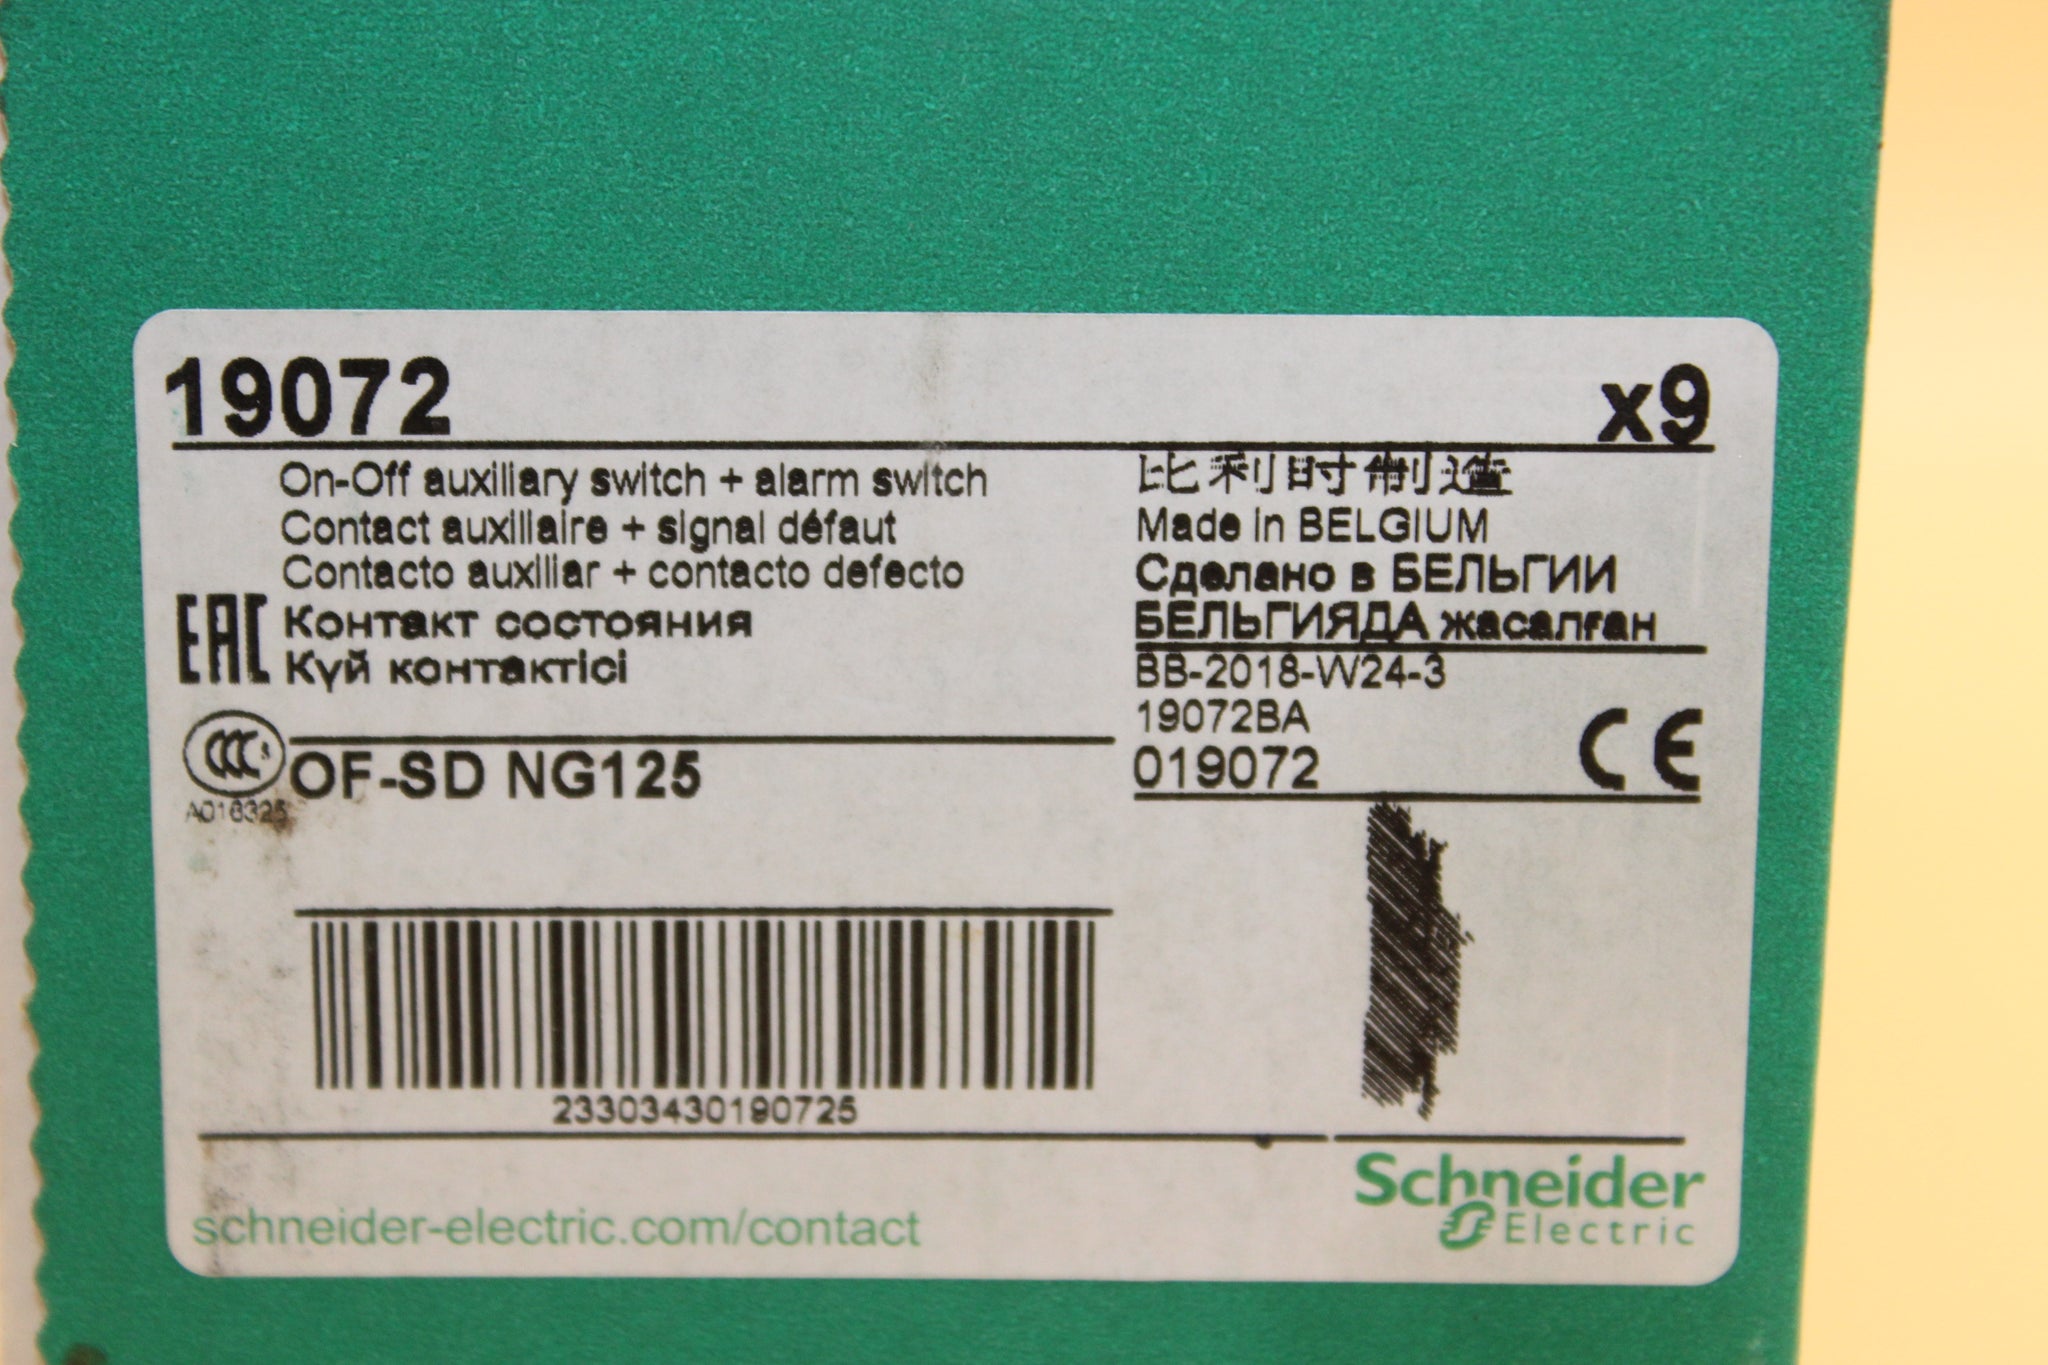 19072
x9
On-Off auxiliary switch + alarm switch
Contact auxiliaire + signal défaut
Contacto auxiliar + contacto defecto
EAC
Контакт состояния
Күй контактісі
比利时制造
Made in BELGIUM
Сделано в БЕЛЬГИИ
БЕЛЬГИЯДА жасалған
BB-2018-W24-3
19072BA
019072
CE
CCC S
A016325
OF-SD NG125
23303430190725
schneider-electric.com/contact
Schneider
Electric